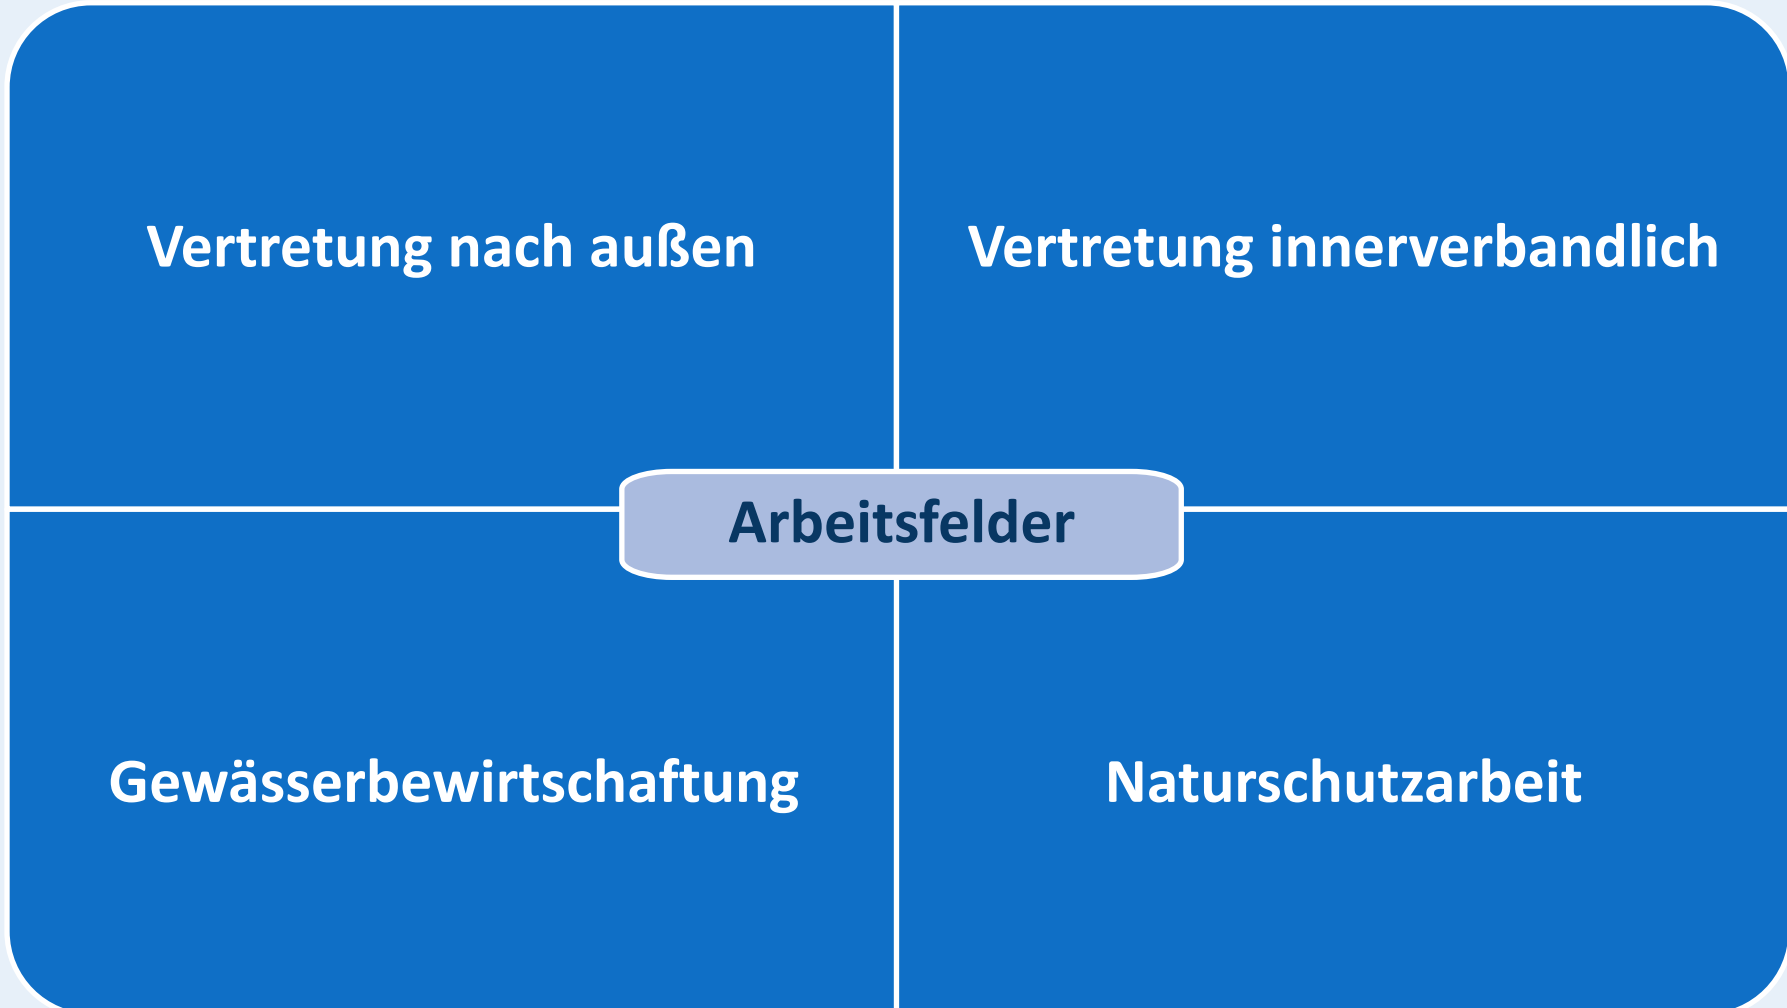 Vertretung nach außen
Vertretung innerverbandlich
Arbeitsfelder
Gewässerbewirtschaftung
Naturschutzarbeit